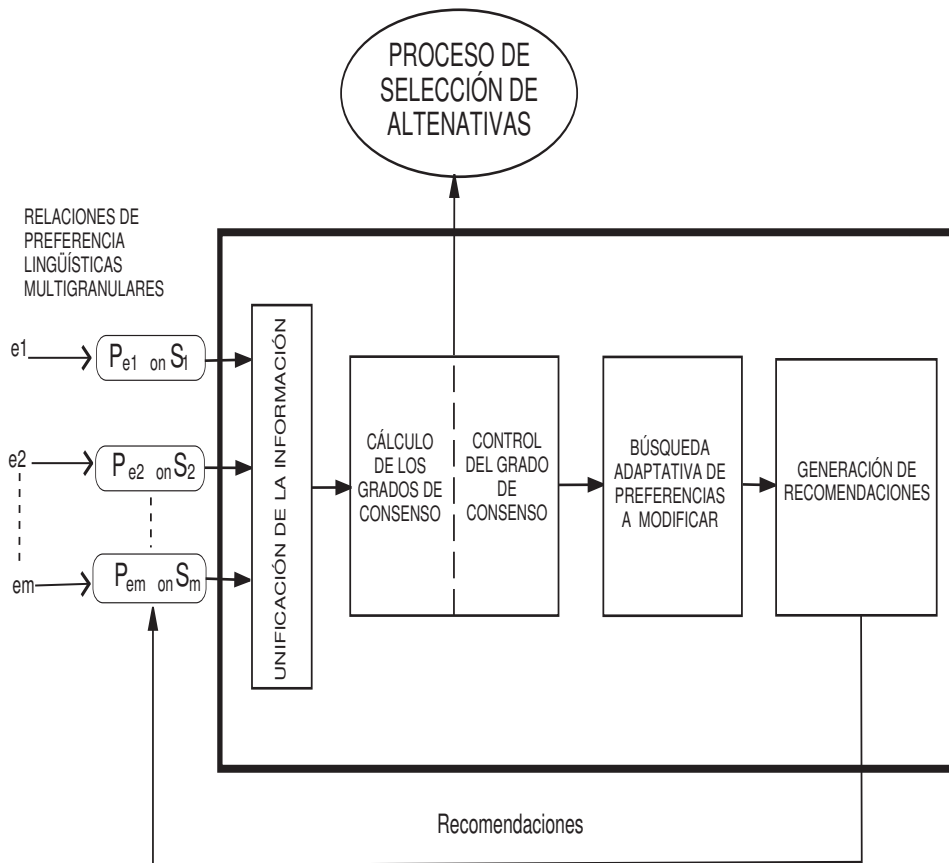 PROCESO DE
SELECCIÓN DE
ALTENATIVAS
RELACIONES DE
PREFERENCIA
LINGÜÍSTICAS
MULTIGRANULARES
e1
Pe1 on S1
e2
Pe2 on S2
em
Pem on Sm
UNIFICACIÓN DE LA INFORMACIÓN
CÁLCULO
DE LOS
GRADOS DE
CONSENSO
CONTROL
DEL GRADO
DE
CONSENSO
BÚSQUEDA
ADAPTATIVA DE
PREFERENCIAS
A MODIFICAR
GENERACIÓN DE
RECOMENDACIONES
Recomendaciones